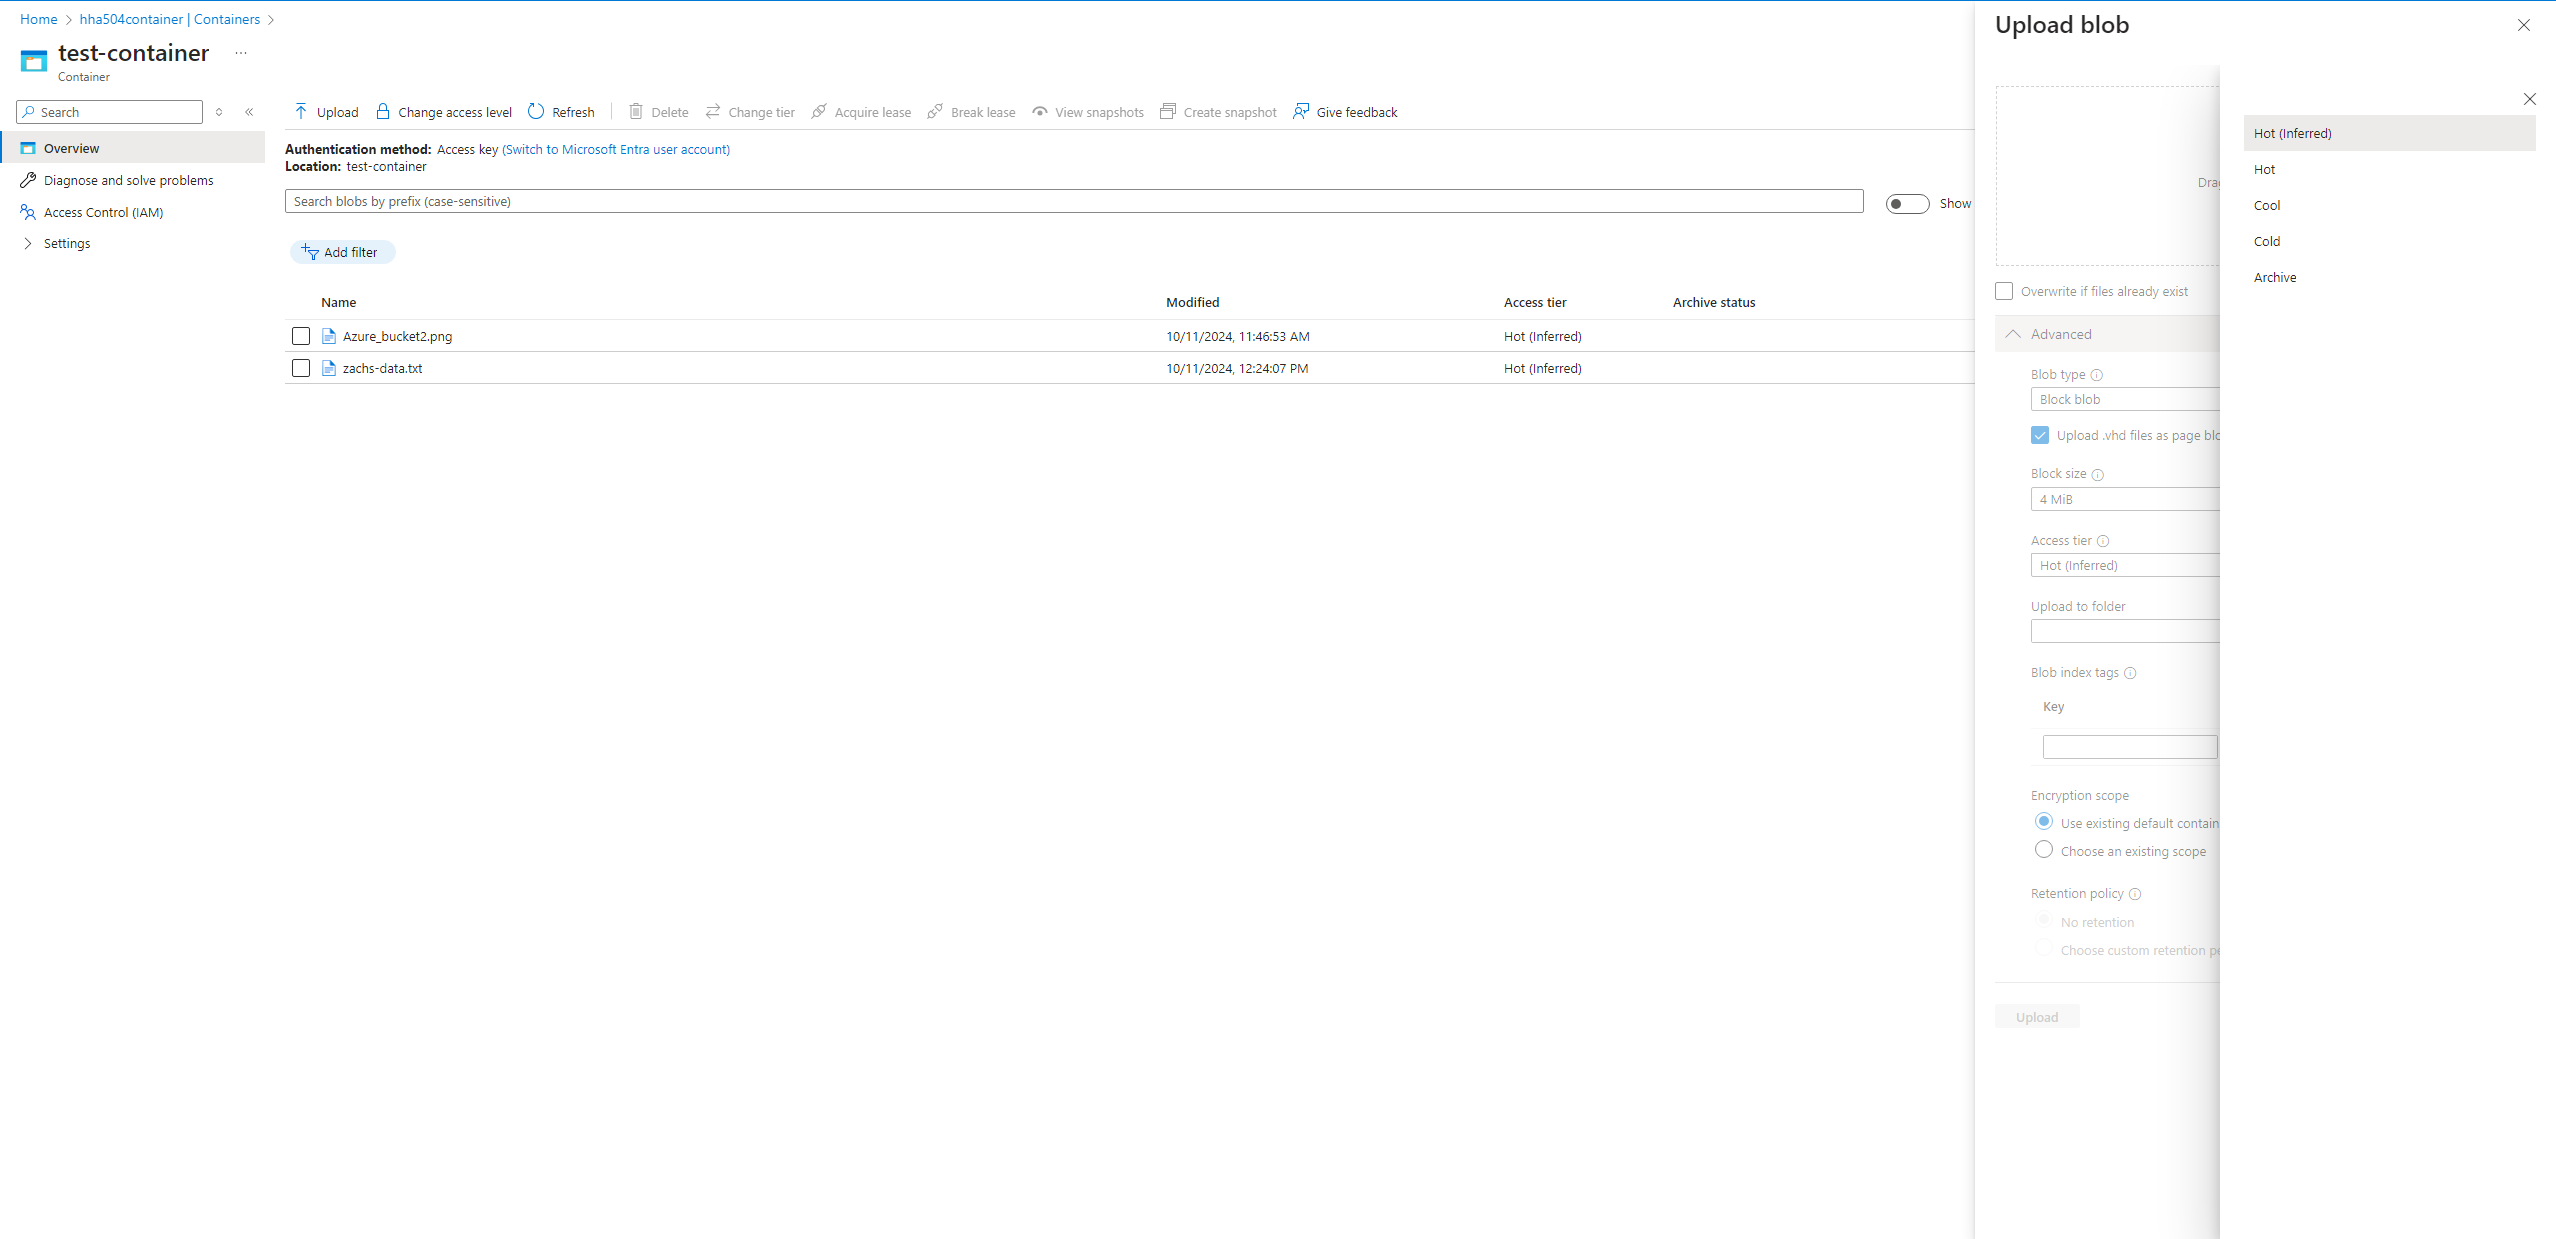 Home > hha504container | Containers >
test-container ...
Container
Search
Overview
Diagnose and solve problems
Access Control (IAM)
Settings
Upload Change access level Refresh Delete Change tier Acquire lease Break lease View snapshots Create snapshot Give feedback
Authentication method: Access key (Switch to Microsoft Entra user account)
Location: test-container
Search blobs by prefix (case-sensitive)
Show
Add filter
Name Modified Access tier Archive status
Azure_bucket2.png 10/11/2024, 11:46:53 AM Hot (Inferred)
zachs-data.txt 10/11/2024, 12:24:07 PM Hot (Inferred)
Upload blob
Overwrite if files already exist
Advanced
Blob type
Block blob
Upload .vhd files as page
Block size
4 MiB
Access tier
Hot (Inferred)
Upload to folder
Blob index tags
Key
Encryption scope
Use existing default
Choose an existing scope
Retention policy
No retention
Choose custom retention
Upload
Hot (Inferred)
Hot
Cool
Cold
Archive